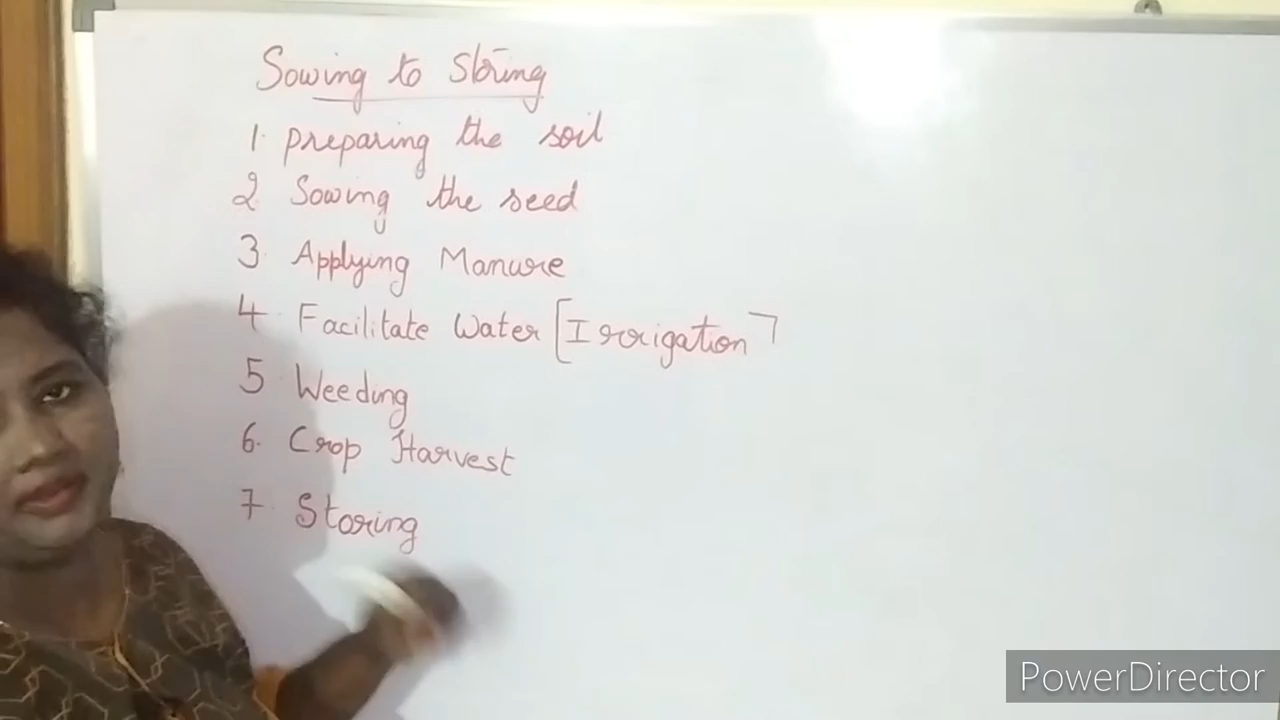 Sowing to Storing
1. Preparing the soil
2. Sowing the seed
3. Applying Manure
4. Facilitate Water [Irrigation]
5. Weeding
6. Crop Harvest
7. Storing
PowerDirector